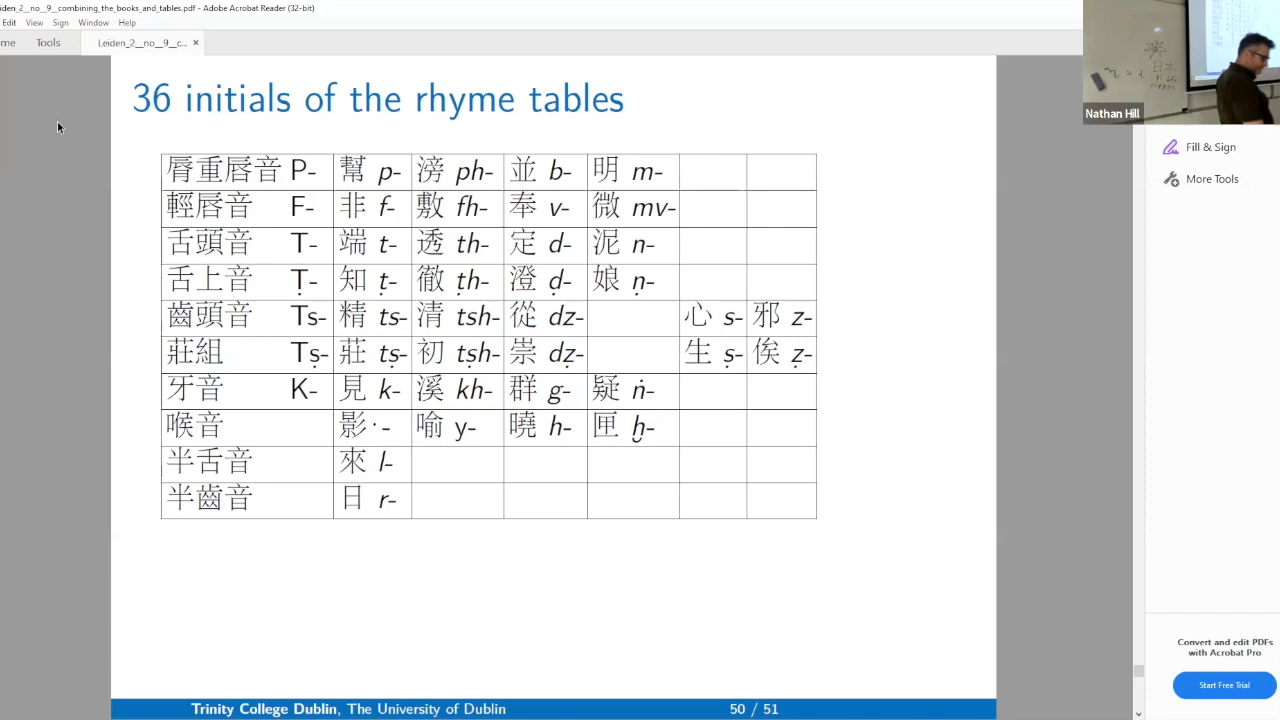 eiden_2__no__9__combining_the_books_and_tables.pdf - Adobe Acrobat Reader (32-bit)
Edit View Sign Window Help
me Tools Leiden_2__no__9__c... ×
36 initials of the rhyme tables
脣重唇音 P- 幫 p- 滂 ph- 並 b- 明 m-
輕唇音 F- 非 f- 敷 fh- 奉 v- 微 mv-
舌頭音 T- 端 t- 透 th- 定 d- 泥 n-
舌上音 Ṭ- 知 ṭ- 徹 ṭh- 澄 ḍ- 娘 ṇ-
齒頭音 Ts- 精 ts- 清 tsh- 從 dz- 心 s- 邪 z-
莊組 Tṣ- 莊 tṣ- 初 tṣh- 崇 dẓ- 生 ṣ- 俟 ẓ-
牙音 K- 見 k- 溪 kh- 群 g- 疑 ṅ-
喉音 影 ·- 喻 y- 曉 h- 匣 ḫ-
半舌音 來 l-
半齒音 日 r-
Trinity College Dublin, The University of Dublin 50 / 51
Nathan Hill
Fill & Sign
More Tools
Convert and edit PDFs
with Acrobat Pro
Start Free Trial